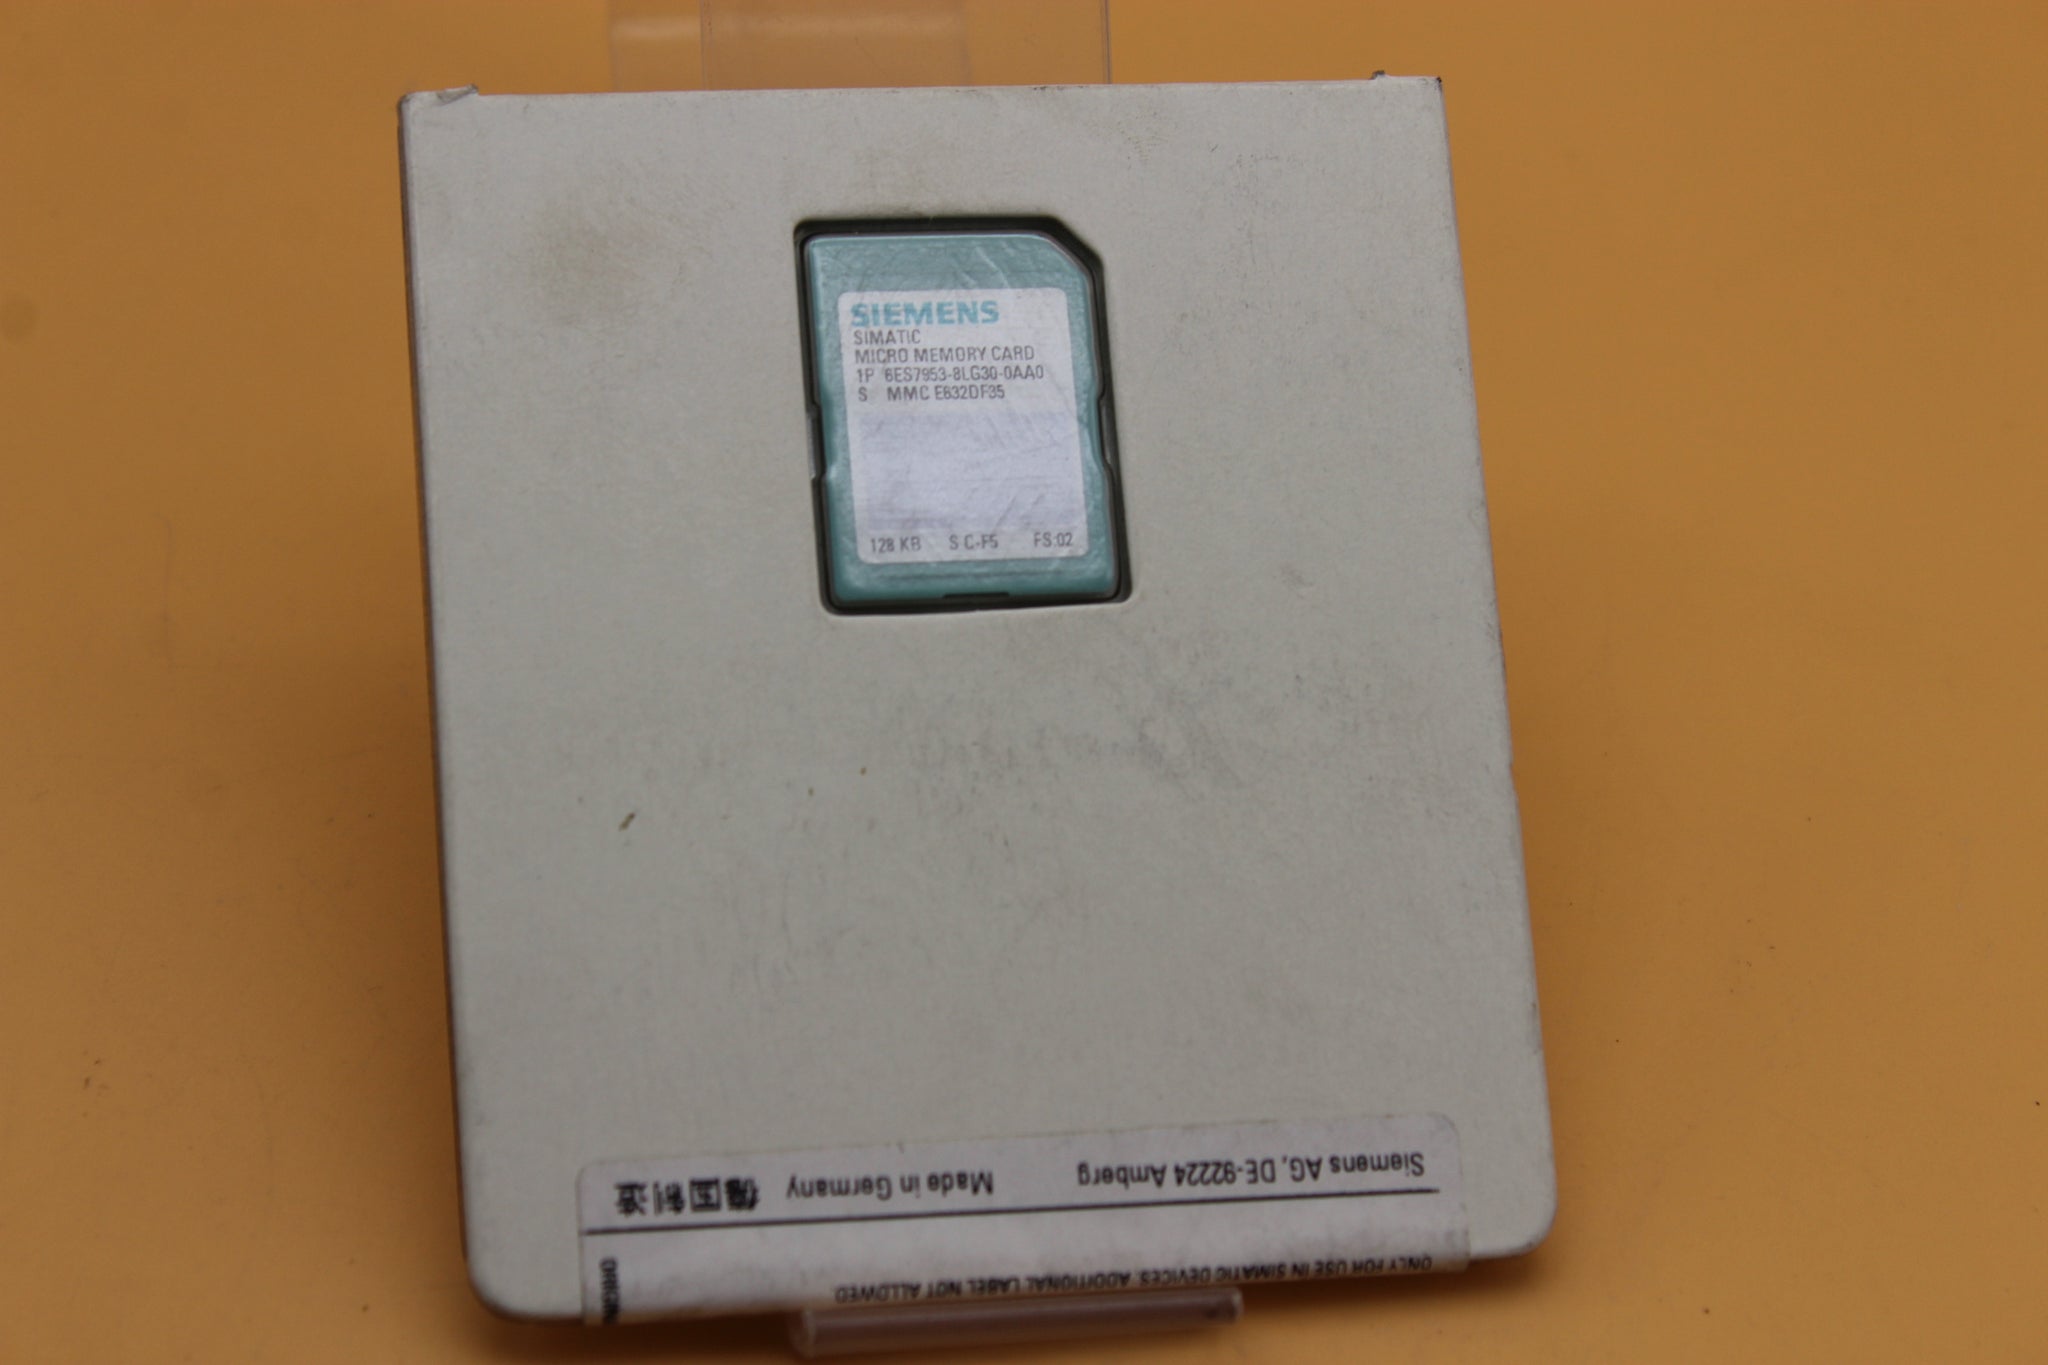 SIEMENS
SIMATIC
MICRO MEMORY CARD
1P 6ES7953-8LG30-0AA0
S MMC E832DF35
128 KB S C-F5 FS:02
Siemens AG, DE-92224 Amberg Made in Germany 德国制造
ONLY FOR USE IN SIMATIC DEVICES. ADDITIONAL LABEL NOT ALLOWED.